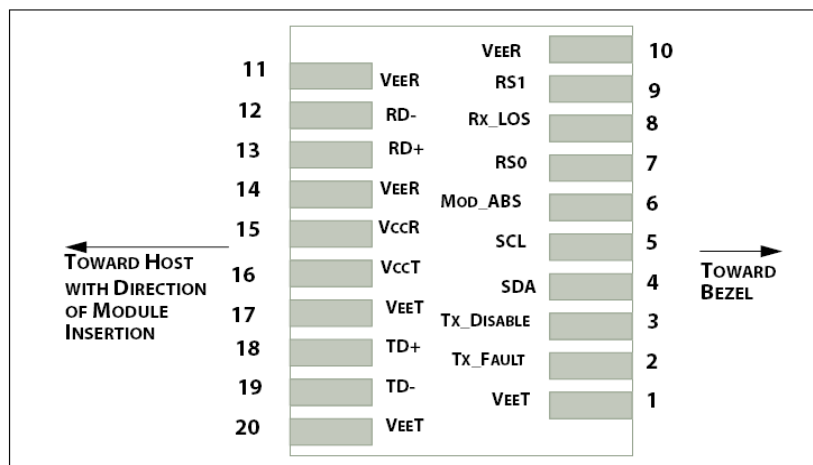 11 VEER
12 RD-
13 RD+
14 VEER
15 VCCR
16 VCCT
17 VEET
18 TD+
19 TD-
20 VEET
VEER 10
RS1 9
RX_LOS 8
RS0 7
MOD_ABS 6
SCL 5
SDA 4
TX_DISABLE 3
TX_FAULT 2
VEET 1
TOWARD HOST
WITH DIRECTION
OF MODULE
INSERTION
TOWARD
BEZEL